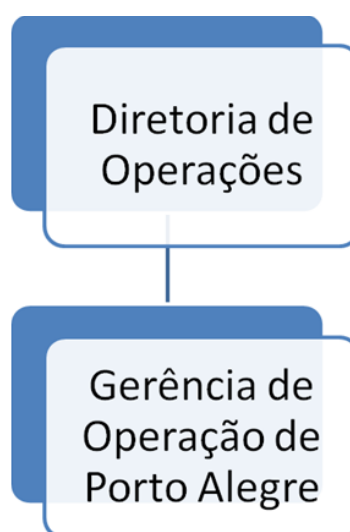 Diretoria de
Operações
Gerência de
Operação de
Porto Alegre